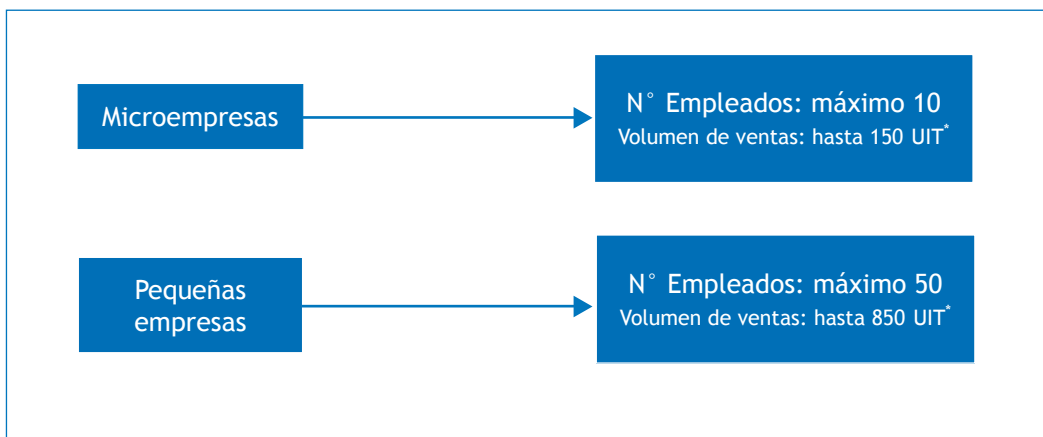 Microempresas
N° Empleados: máximo 10
Volumen de ventas: hasta 150 UIT*
Pequeñas
empresas
N° Empleados: máximo 50
Volumen de ventas: hasta 850 UIT*